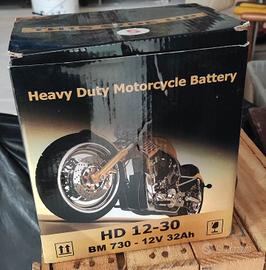 Heavy Duty Motorcycle Battery
HD 12-30
BM 730 - 12V 32Ah